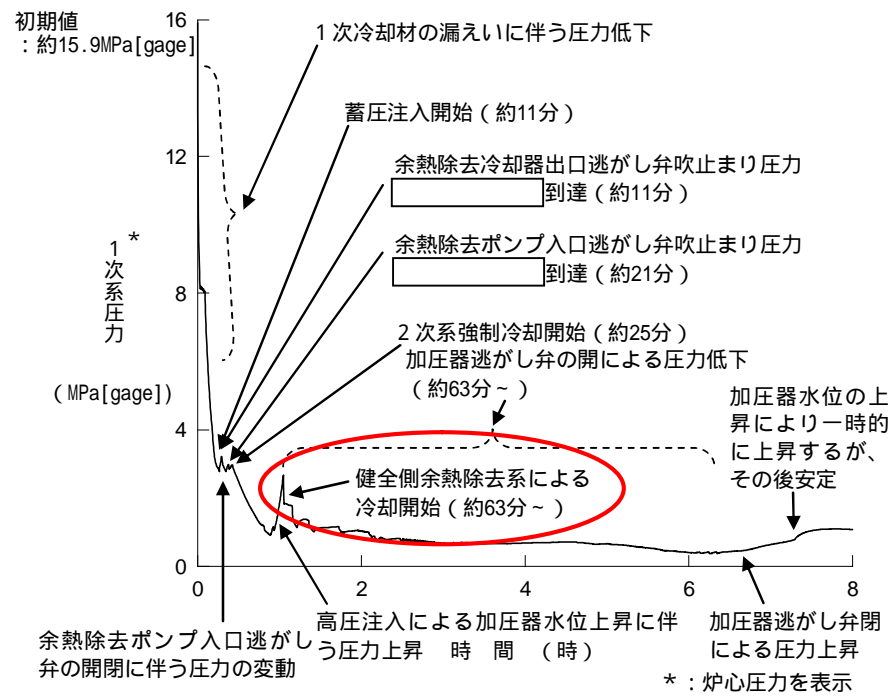 初期値
：約15.9MPa[gage]
16
１次冷却材の漏えいに伴う圧力低下
蓄圧注入開始（約11分）
12
余熱除去冷却器出口逃がし弁吹止まり圧力
到達（約11分）
１次系圧力＊
余熱除去ポンプ入口逃がし弁吹止まり圧力
到達（約21分）
8
２次系強制冷却開始（約25分）
加圧器逃がし弁の開による圧力低下
（約63分～）
（MPa[gage]）
加圧器水位の上
昇により一時的
に上昇するが、
その後安定
4
健全側余熱除去系による
冷却開始（約63分～）
0
0
2
4
6
8
余熱除去ポンプ入口逃がし
弁の開閉に伴う圧力の変動
高圧注入による加圧器水位上昇に伴
う圧力上昇
時　間　（時）
加圧器逃がし弁閉
による圧力上昇
＊：炉心圧力を表示